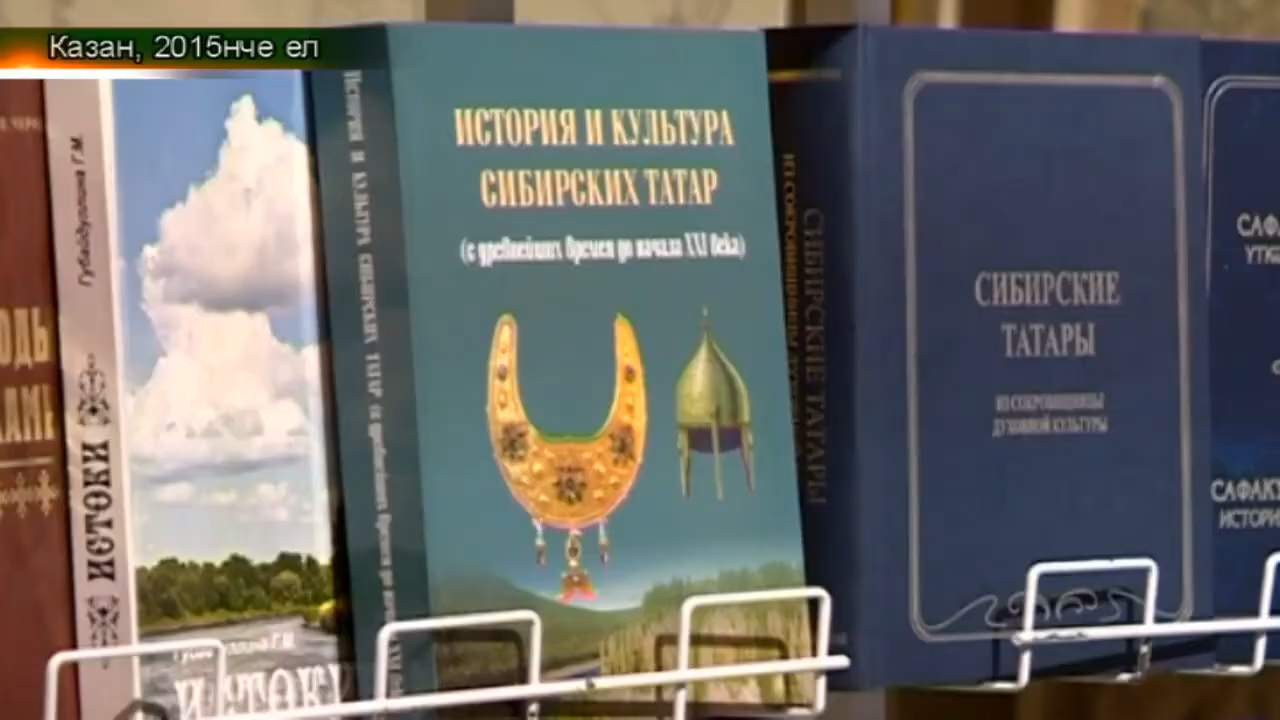 Казан, 2015нче ел
Губайдуллина Г.М.
ИСТОКИ
ИСТОКИ
ИСТОРИЯ И КУЛЬТУРА СИБИРСКИХ ТАТАР
ИСТОРИЯ И КУЛЬТУРА
СИБИРСКИХ ТАТАР
(с древнейших времен до начала XXI века)
СИБИРСКИЕ ТАТАРЫ
СИБИРСКИЕ
ТАТАРЫ
ИЗ СОКРОВИЩНИЦЫ
ДУХОВНОЙ КУЛЬТУРЫ